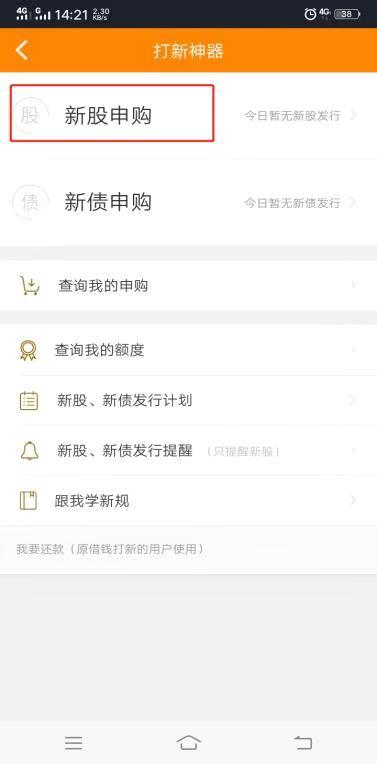 4G G 14:21 2.30 KB/s 4G 38
打新神器
股 新股申购 今日暂无新股发行
债 新债申购 今日暂无新债发行
查询我的申购
查询我的额度
新股、新债发行计划
新股、新债发行提醒 （只提醒新股）
跟我学新规
我要还款（原借钱打新的用户使用）